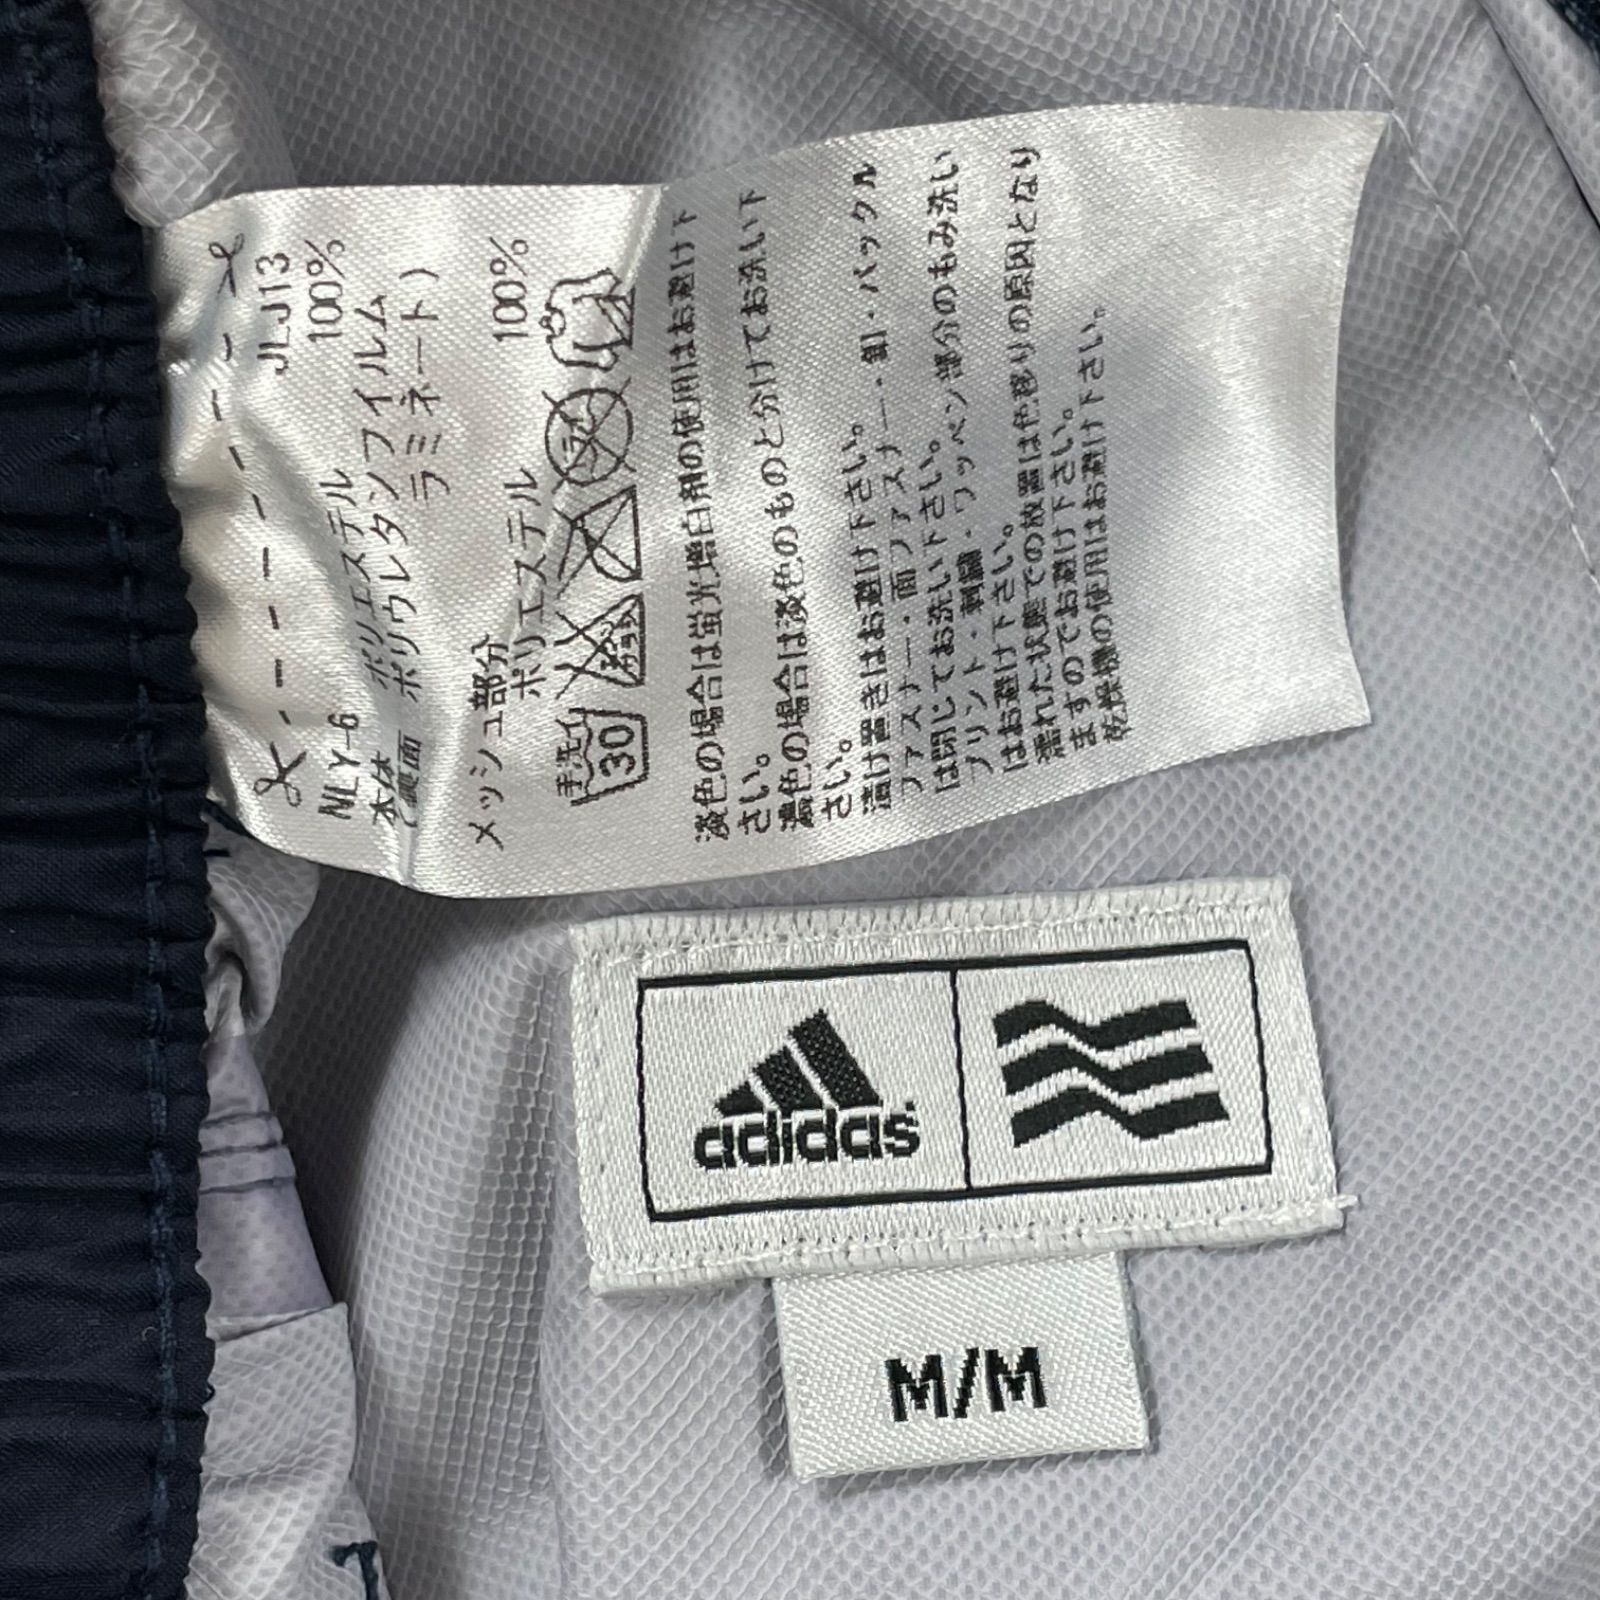 NLY-6 JLJ13
本体 ポリエステル 100%
(裏面 ポリウレタンフイルム
ラミネート)
メッシュ部分
ポリエステル 100%
手洗イ
30
エンソ
サラシ
ドライ
淡色の場合は蛍光増白剤の使用はお避け下
さい。
濃色の場合は淡色のものと分けてお洗い下
さい。
漬け置きはお避け下さい。
ファスナー・面ファスナー・釦・バックル
は閉じてお洗い下さい。
プリント・刺繍・ワッペン部分のもみ洗い
はお避け下さい。
濡れた状態での放置は色移りの原因となり
ますのでお避け下さい。
乾燥機の使用はお避け下さい。
adidas
M/M